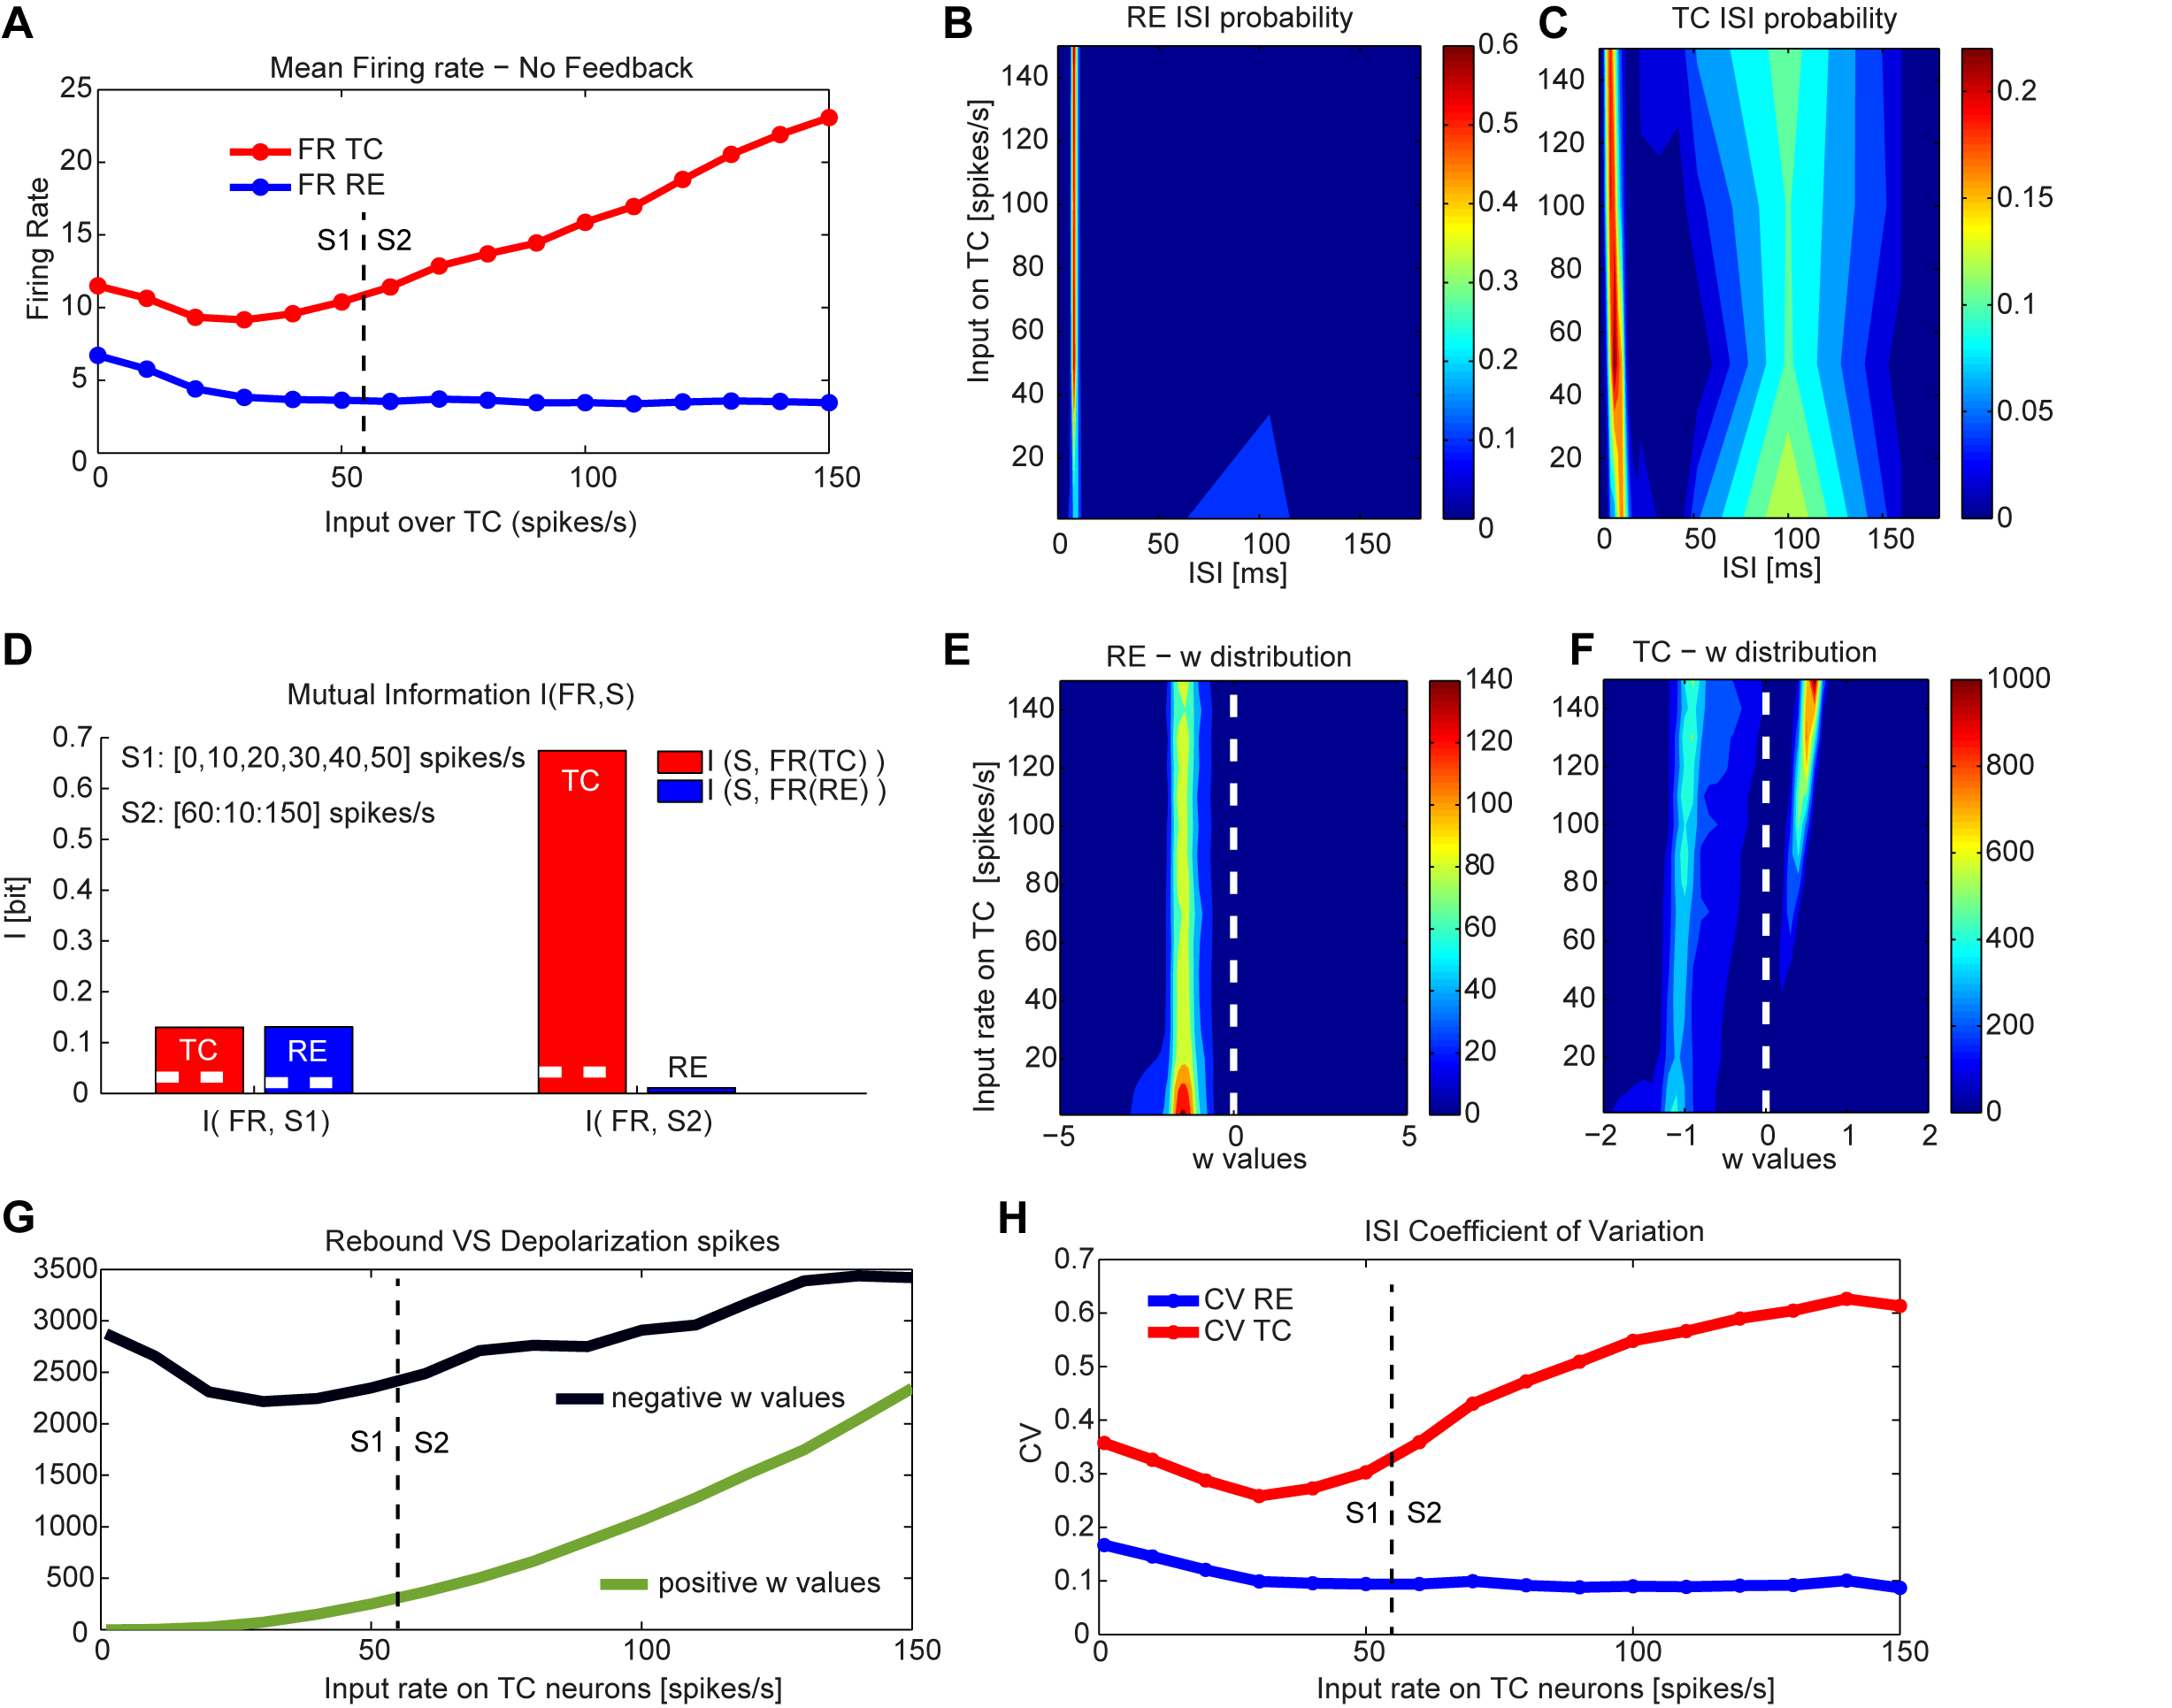 A
Mean Firing rate − No Feedback
25
20
15
10
5
0
Firing Rate
FR TC
FR RE
S1
S2
0
50
100
150
Input over TC (spikes/s)
B
RE ISI probability
140
120
100
80
60
40
20
Input on TC [spikes/s]
0
50
100
150
ISI [ms]
0.6
0.5
0.4
0.3
0.2
0.1
0
C
TC ISI probability
140
120
100
80
60
40
20
0
50
100
150
ISI [ms]
0.2
0.15
0.1
0.05
0
D
Mutual Information I(FR,S)
0.7
0.6
0.5
0.4
0.3
0.2
0.1
0
I [bit]
S1: [0,10,20,30,40,50] spikes/s
S2: [60:10:150] spikes/s
I (S, FR(TC) )
I (S, FR(RE) )
TC
RE
TC
RE
I( FR, S1)
I( FR, S2)
E
RE − w distribution
140
120
100
80
60
40
20
Input rate on TC [spikes/s]
−5
0
5
w values
140
120
100
80
60
40
20
0
F
TC − w distribution
140
120
100
80
60
40
20
−2
−1
0
1
2
w values
1000
800
600
400
200
0
G
Rebound VS Depolarization spikes
3500
3000
2500
2000
1500
1000
500
0
negative w values
S1
S2
positive w values
0
50
100
150
Input rate on TC neurons [spikes/s]
H
ISI Coefficient of Variation
0.7
0.6
0.5
0.4
0.3
0.2
0.1
0
CV
CV RE
CV TC
S1
S2
0
50
100
150
Input rate on TC neurons [spikes/s]